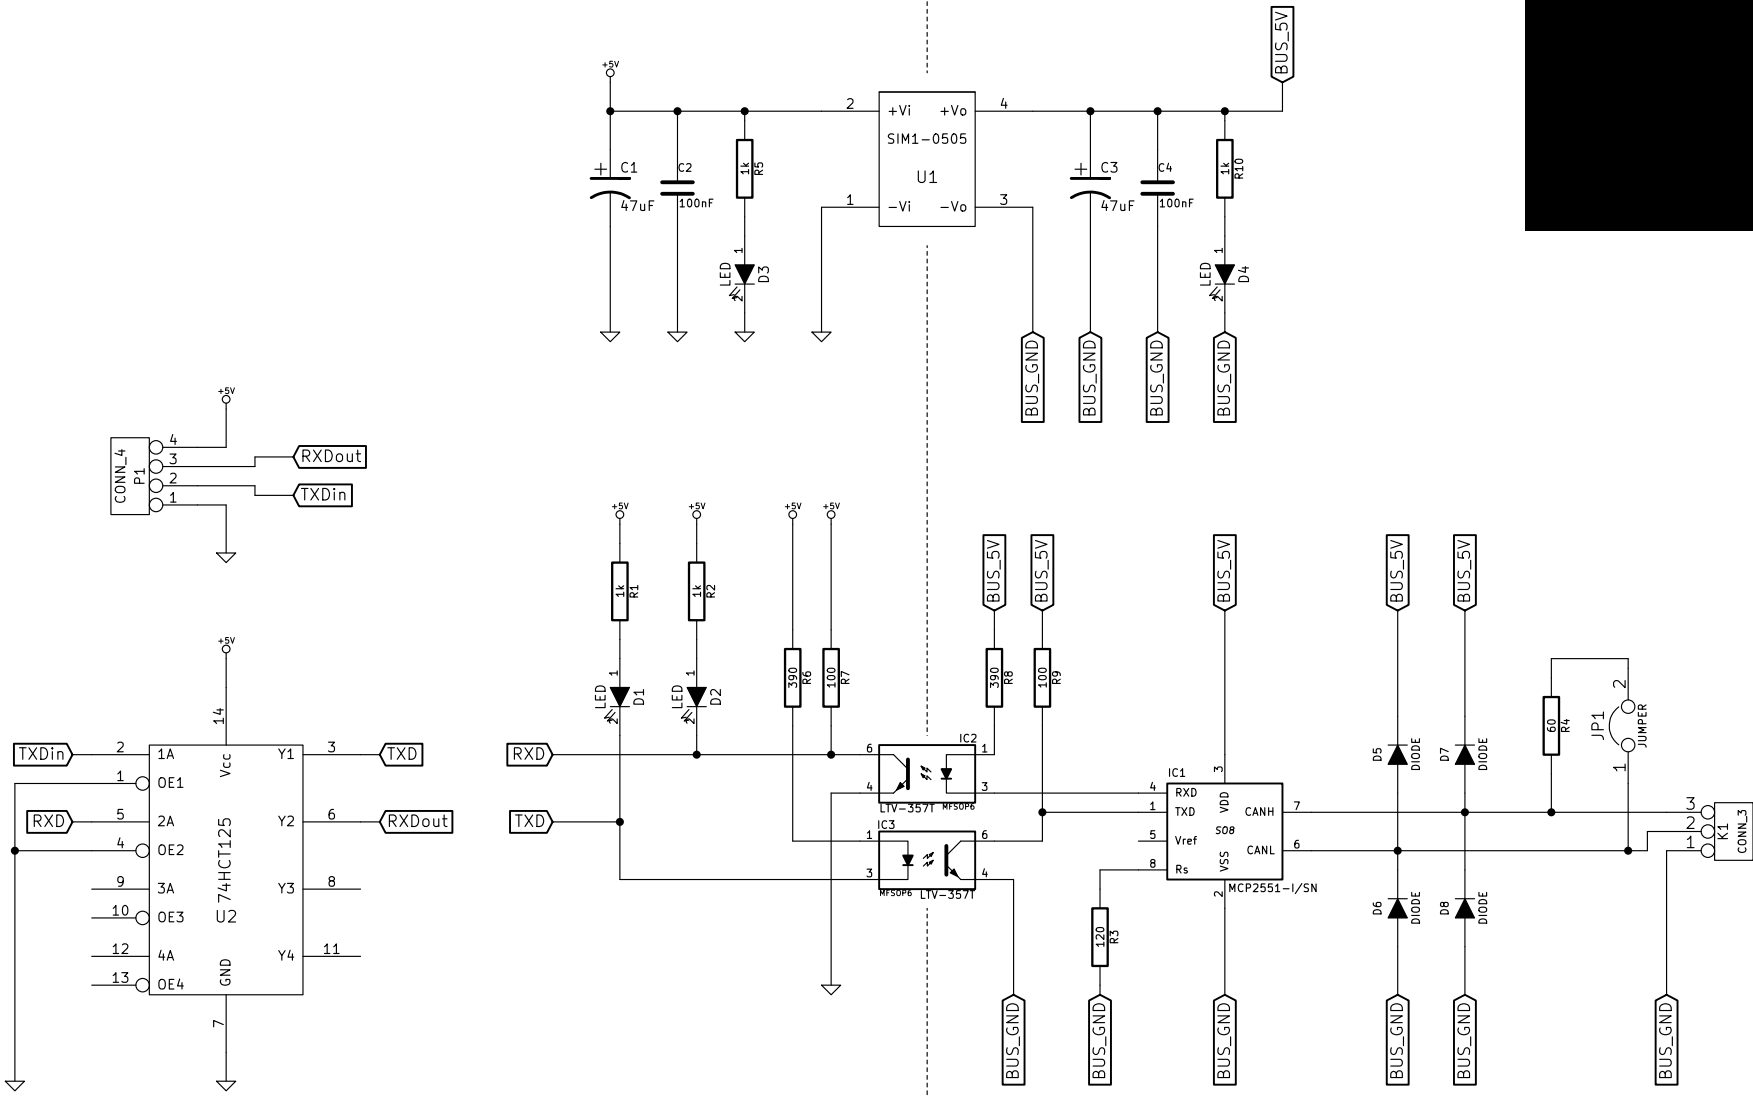 BUS_5V
+5V
2 +Vi +Vo 4
SIM1-0505
U1
1 -Vi -Vo 3
C1
47uF
C2
100nF
1k R5
1
LED D3
2
C3
47uF
C4
100nF
1k R10
1
LED D4
2
BUS_GND
BUS_GND
BUS_GND
BUS_GND
+5V
CONN_4
P1
4
3
2
1
RXDout
TXDin
+5V
+5V
+5V
+5V
1k R1
1k R2
1
LED D1
2
1
LED D2
2
390 R6
100 R7
BUS_5V
BUS_5V
390 R8
100 R9
BUS_5V
BUS_5V
BUS_5V
RXD
TXD
6
4
IC2
1
3
LTV-357T MFSOP6
IC3
1
3
6
4
MFSOP6 LTV-357T
IC1
4 RXD
1 TXD
5 Vref
8 Rs
3
VDD
SO8
VSS
2
CANH 7
CANL 6
MCP2551-I/SN
120 R3
D5 DIODE
D7 DIODE
D6 DIODE
D8 DIODE
60 R4
JP1
2
1
JUMPER
3
2
1
K1
CONN_3
BUS_GND
BUS_GND
BUS_GND
BUS_GND
BUS_GND
BUS_GND
+5V
14
Vcc
TXDin
2 1A
1 OE1
RXD
5 2A
4 OE2
9 3A
10 OE3
12 4A
13 OE4
Y1 3
TXD
Y2 6
RXDout
Y3 8
Y4 11
74HCT125
U2
GND
7